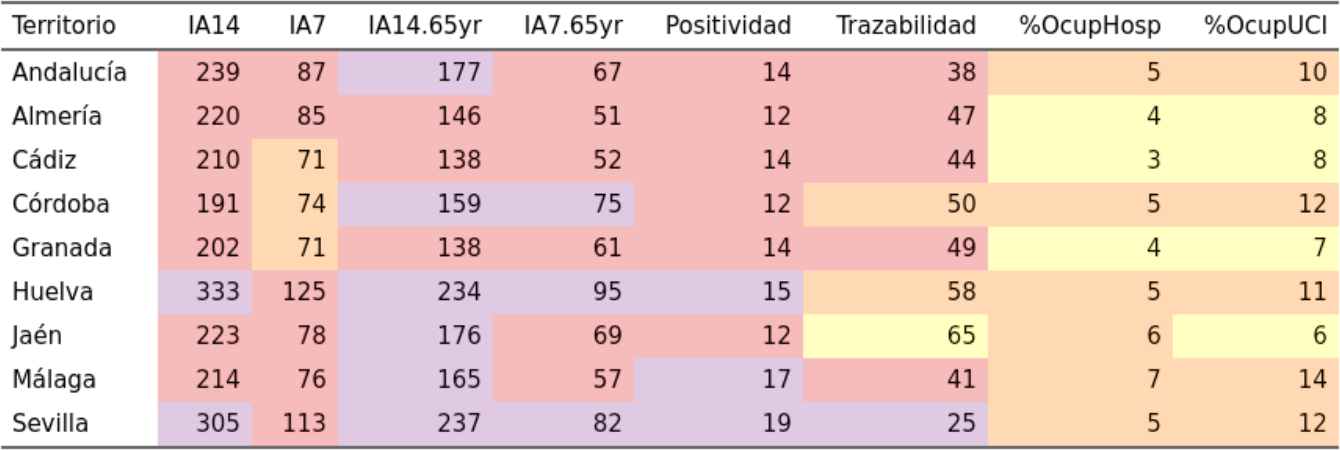 Territorio IA14 IA7 IA14.65yr IA7.65yr Positividad Trazabilidad %OcupHosp %OcupUCI
Andalucía 239 87 177 67 14 38 5 10
Almería 220 85 146 51 12 47 4 8
Cádiz 210 71 138 52 14 44 3 8
Córdoba 191 74 159 75 12 50 5 12
Granada 202 71 138 61 14 49 4 7
Huelva 333 125 234 95 15 58 5 11
Jaén 223 78 176 69 12 65 6 6
Málaga 214 76 165 57 17 41 7 14
Sevilla 305 113 237 82 19 25 5 12